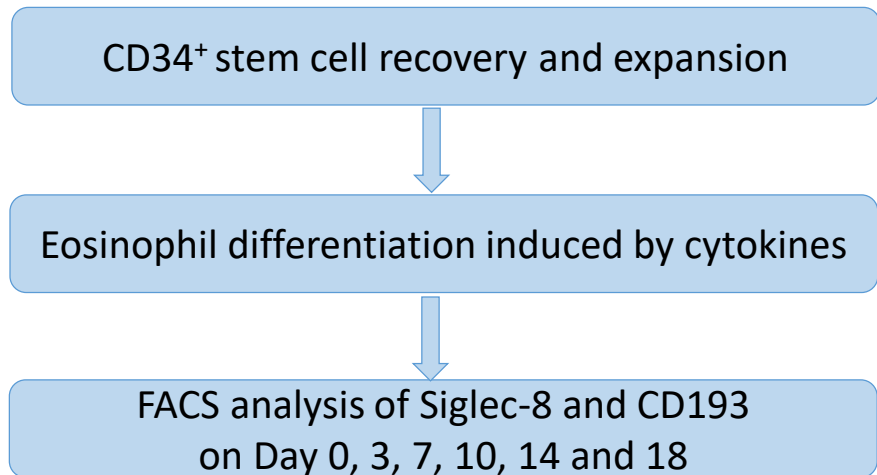 CD34⁺ stem cell recovery and expansion
Eosinophil differentiation induced by cytokines
FACS analysis of Siglec-8 and CD193
on Day 0, 3, 7, 10, 14 and 18